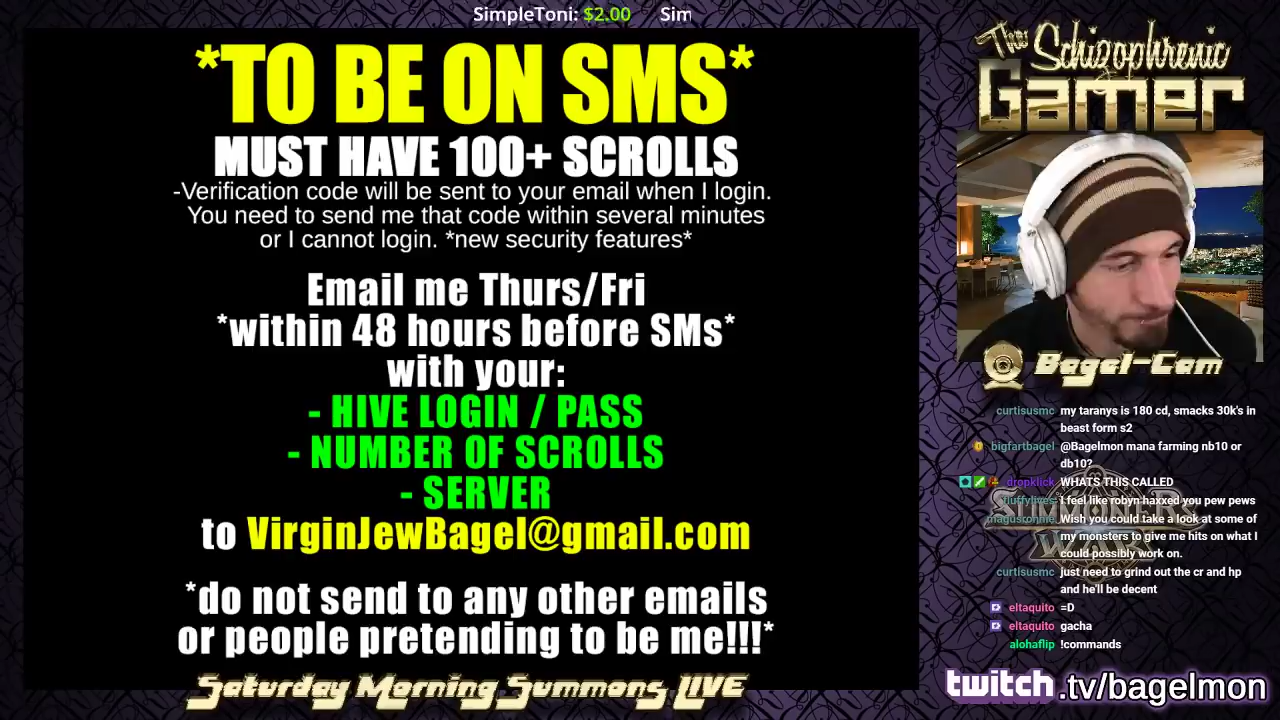 SimpleToni: $2.00 Sim
*TO BE ON SMS*
MUST HAVE 100+ SCROLLS
-Verification code will be sent to your email when I login.
You need to send me that code within several minutes
or I cannot login. *new security features*
Email me Thurs/Fri
*within 48 hours before SMs*
with your:
- HIVE LOGIN / PASS
- NUMBER OF SCROLLS
- SERVER
to VirginJewBagel@gmail.com
*do not send to any other emails
or people pretending to be me!!!*
Saturday Morning Summons LIVE
The Schizophrenic
Gamer
Bagel-Cam
curtisusmc my taranys is 180 cd, smacks 30k's in
beast form s2
bigfartbagel @Bagelmon mana farming nb10 or
db10?
dropklick WHATS THIS CALLED
fluffylives I feel like robyn haxxed you pew pews
magusronnie Wish you could take a look at some of
my monsters to give me hits on what I
could possibly work on.
SUMMONERS
WAR
curtisusmc just need to grind out the cr and hp
and he'll be decent
eltaquito =D
eltaquito gacha
alohaflip !commands
twitch.tv/bagelmon